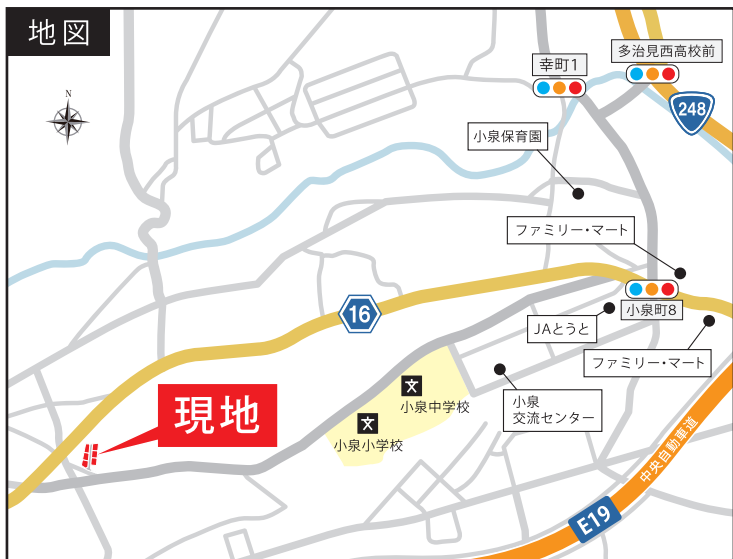 地図
N
幸町1
多治見西高校前
248
小泉保育園
ファミリー・マート
16
小泉町8
JAとうと
ファミリー・マート
小泉
交流センター
文
小泉中学校
文
小泉小学校
現地
中央自動車道
E19